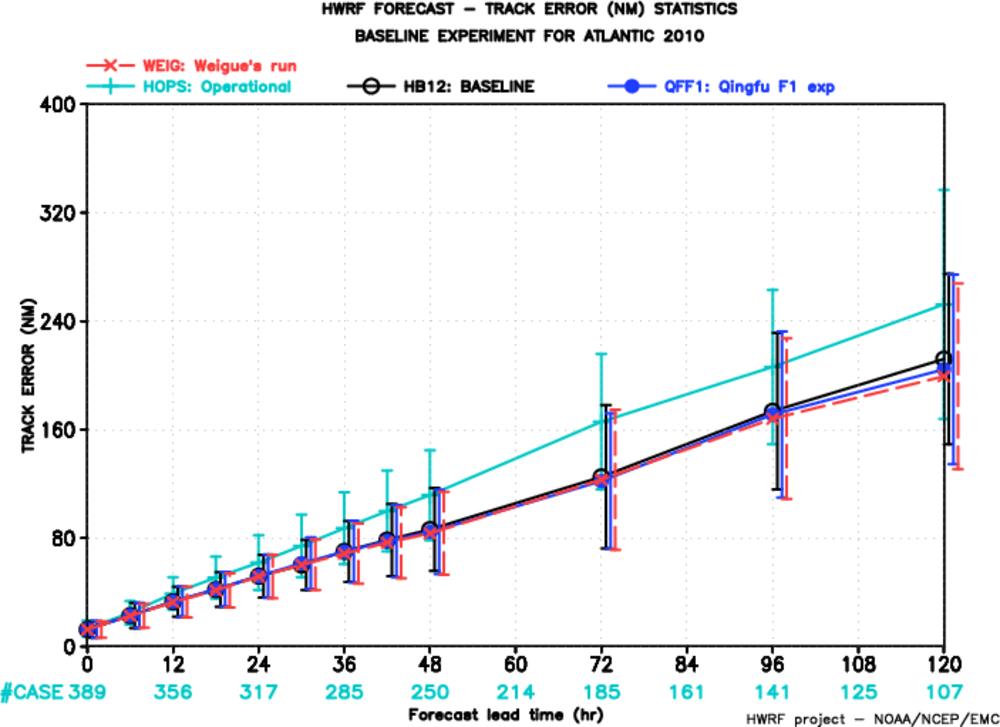 HWRF FORECAST – TRACK ERROR (NM) STATISTICS
BASELINE EXPERIMENT FOR ATLANTIC 2010
WEIG: Weigue's run
HOPS: Operational HB12: BASELINE QFF1: Qingfu F1 exp
400
320
240
160
80
0
TRACK ERROR (NM)
0 12 24 36 48 60 72 84 96 108 120
#CASE 389 356 317 285 250 214 185 161 141 125 107
Forecast lead time (hr)
HWRF project – NOAA/NCEP/EMC